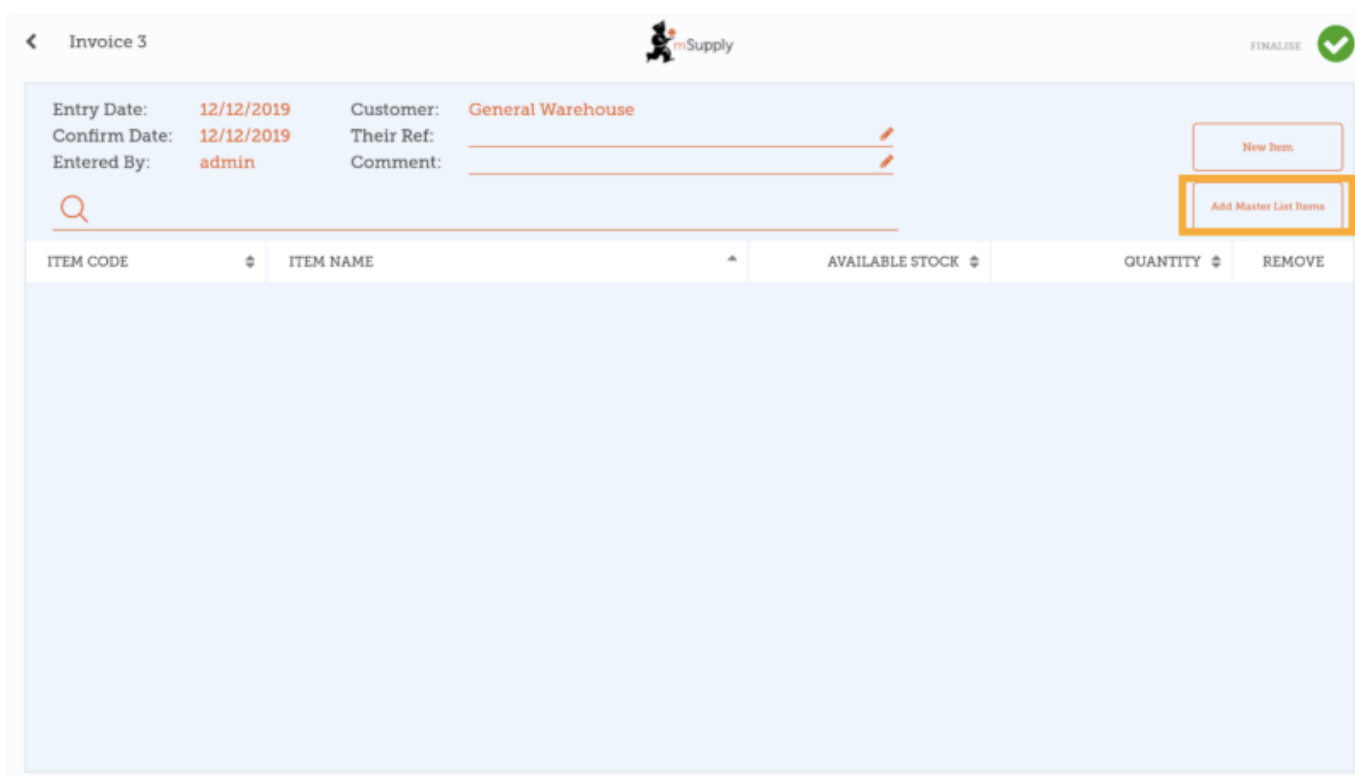 Invoice 3
mSupply
FINALISE
Entry Date: 12/12/2019 Customer: General Warehouse
Confirm Date: 12/12/2019 Their Ref:
Entered By: admin Comment:
New Item
Add Master List Items
ITEM CODE ITEM NAME AVAILABLE STOCK QUANTITY REMOVE